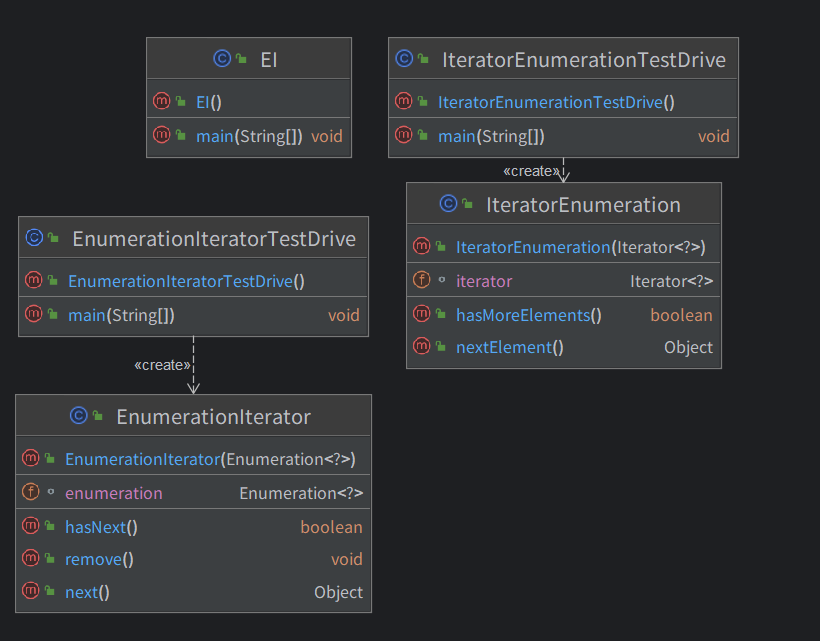 EI
EI()
main(String[]) void
IteratorEnumerationTestDrive
IteratorEnumerationTestDrive()
main(String[]) void
«create»
IteratorEnumeration
IteratorEnumeration(Iterator<?>)
iterator Iterator<?>
hasMoreElements() boolean
nextElement() Object
EnumerationIteratorTestDrive
EnumerationIteratorTestDrive()
main(String[]) void
«create»
EnumerationIterator
EnumerationIterator(Enumeration<?>)
enumeration Enumeration<?>
hasNext() boolean
remove() void
next() Object